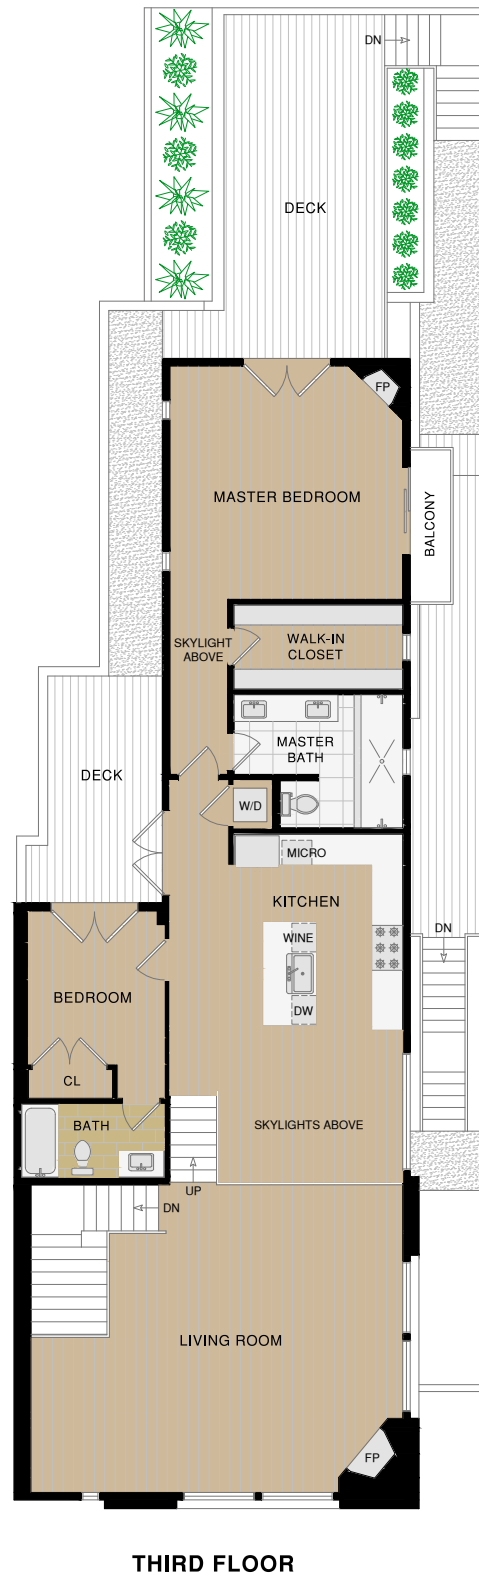 DN
DECK
FP
MASTER BEDROOM
BALCONY
SKYLIGHT
ABOVE
WALK-IN
CLOSET
MASTER
BATH
DECK
W/D
MICRO
KITCHEN
WINE
DN
BEDROOM
DW
CL
BATH
SKYLIGHTS ABOVE
UP
DN
LIVING ROOM
FP
THIRD FLOOR